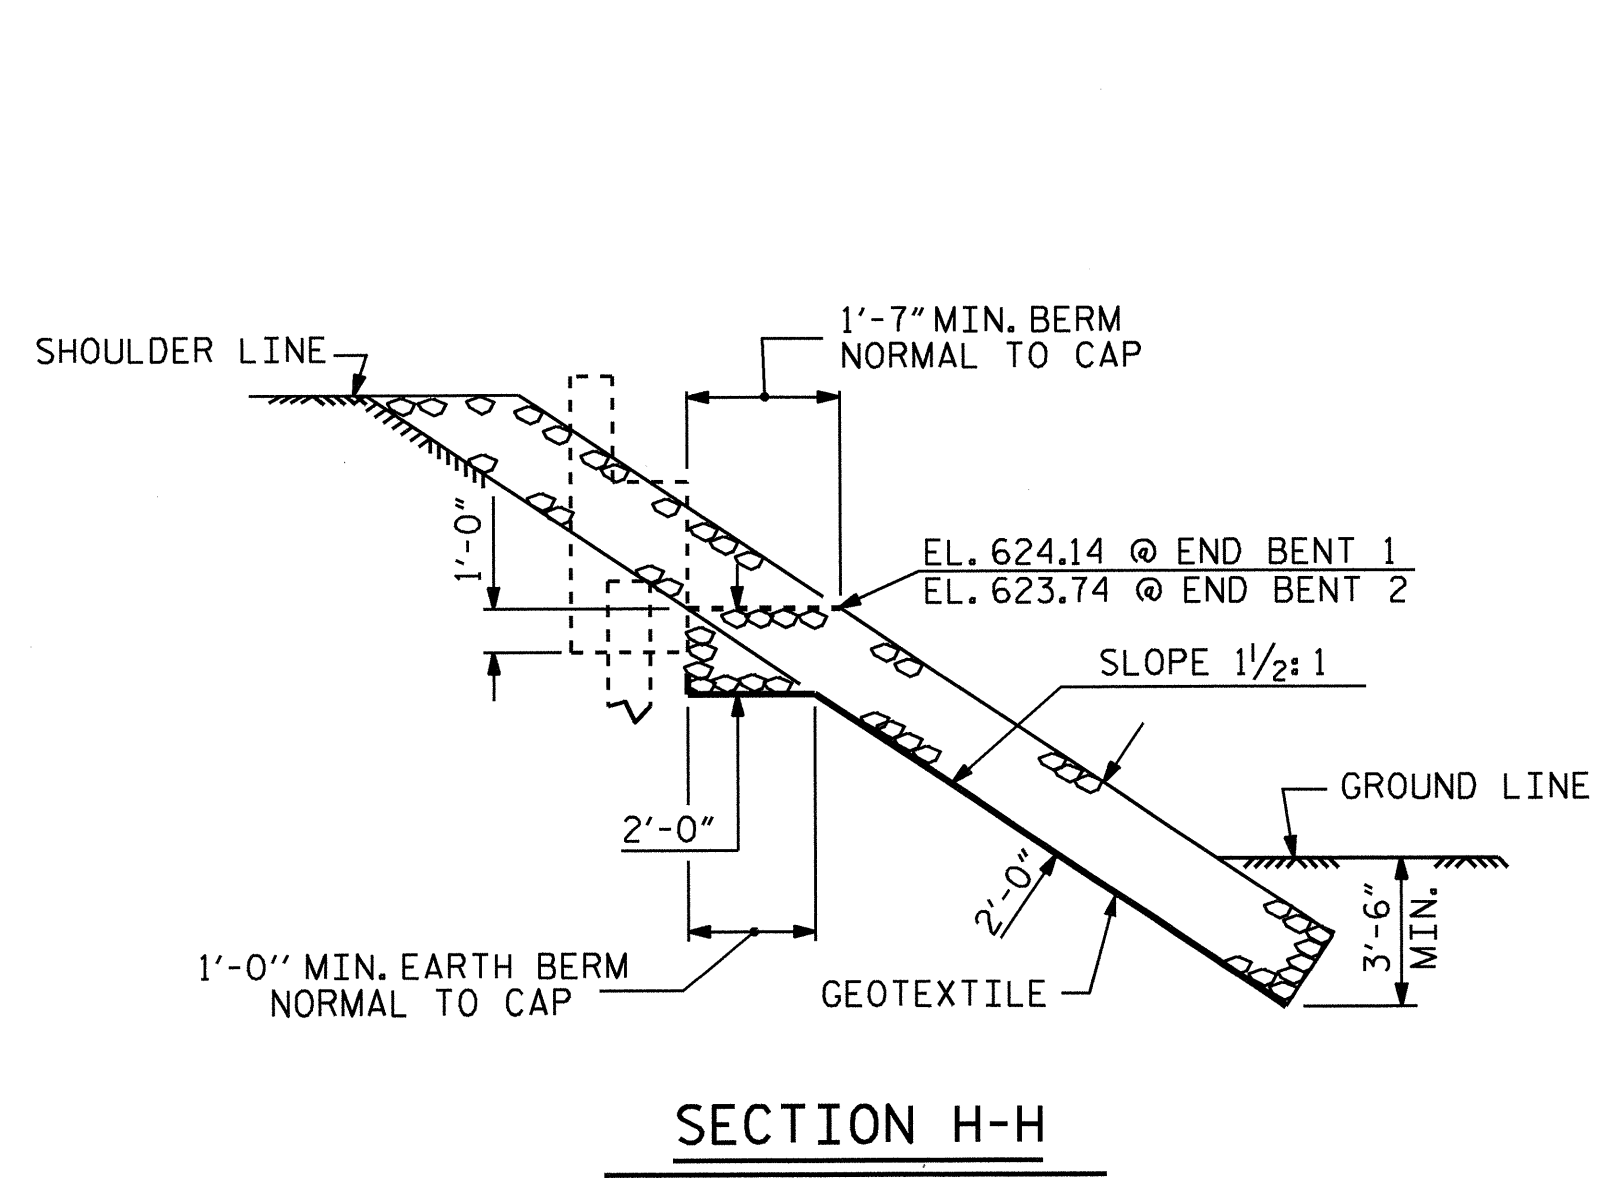 1'-7" MIN. BERM
NORMAL TO CAP
SHOULDER LINE
1'-0"
EL. 624.14 @ END BENT 1
EL. 623.74 @ END BENT 2
SLOPE 1 1/2: 1
GROUND LINE
2'-0"
2'-0"
3'-6"
MIN.
1'-0" MIN. EARTH BERM
NORMAL TO CAP
GEOTEXTILE
SECTION H-H